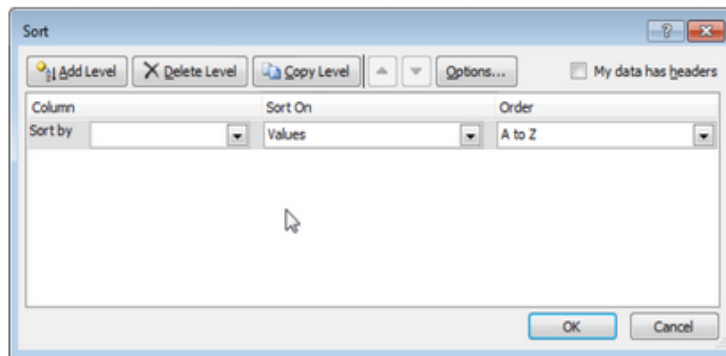 Sort
Add Level Delete Level Copy Level Options... My data has headers
Column Sort On Order
Sort by Values A to Z
OK Cancel